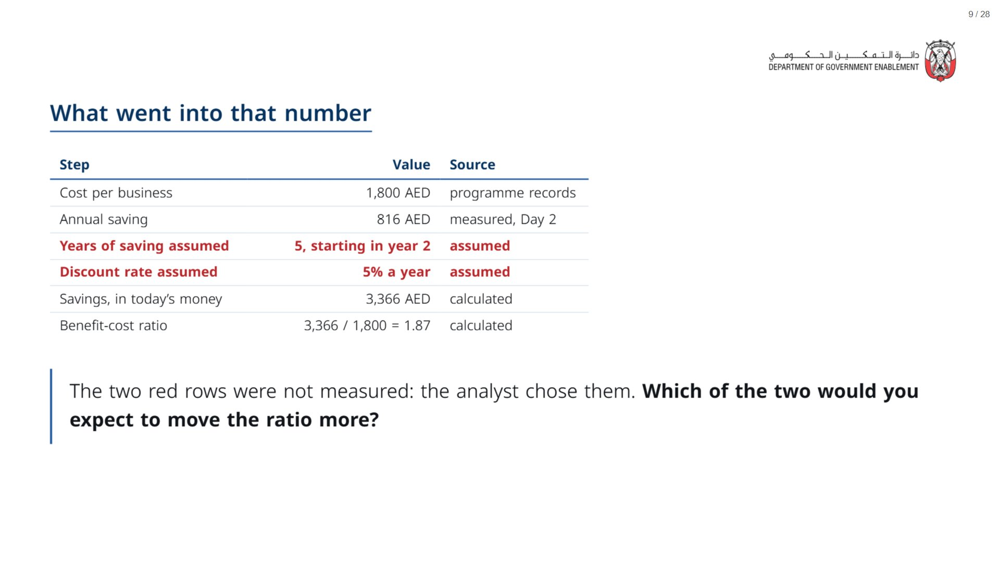 9 / 28
دائرة التمكين الحكومي
DEPARTMENT OF GOVERNMENT ENABLEMENT
What went into that number
Step Value Source
Cost per business 1,800 AED programme records
Annual saving 816 AED measured, Day 2
Years of saving assumed 5, starting in year 2 assumed
Discount rate assumed 5% a year assumed
Savings, in today’s money 3,366 AED calculated
Benefit-cost ratio 3,366 / 1,800 = 1.87 calculated
The two red rows were not measured: the analyst chose them. Which of the two would you
expect to move the ratio more?